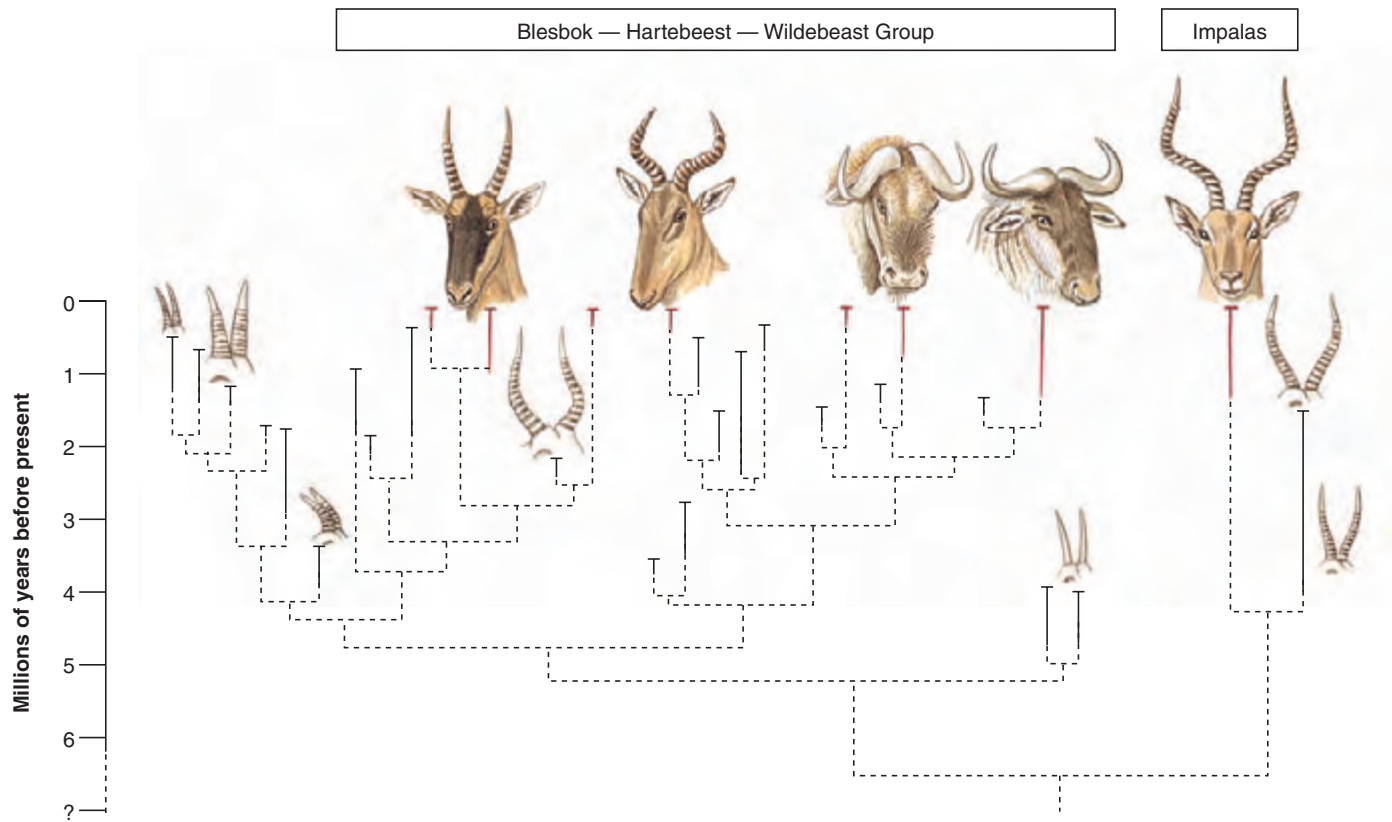 Blesbok — Hartebeest — Wildebeast Group
Impalas
Millions of years before present
0
1
2
3
4
5
6
?